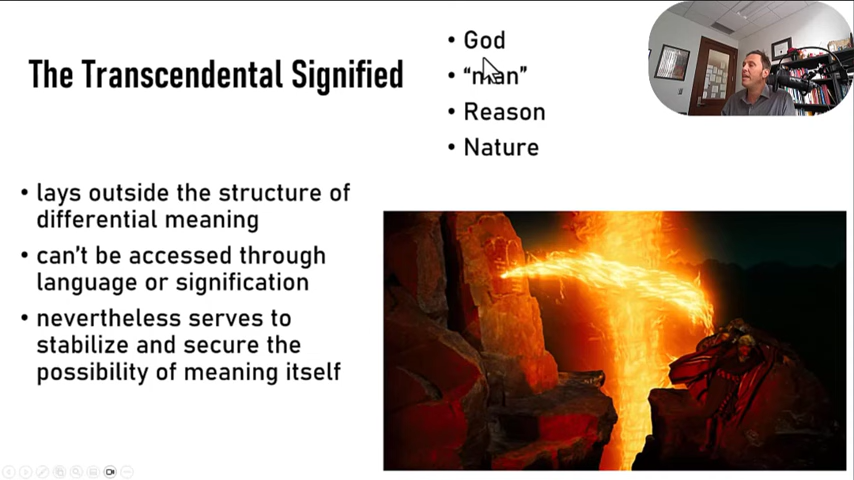 The Transcendental Signified
• God
• "man"
• Reason
• Nature
• lays outside the structure of
differential meaning
• can't be accessed through
language or signification
• nevertheless serves to
stabilize and secure the
possibility of meaning itself